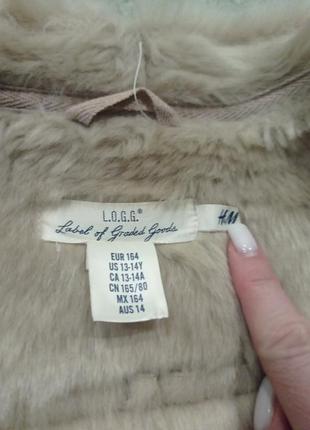 L.O.G.G.®
Label of Graded Goods
H&M
EUR 164
US 13-14Y
CA 13-14A
CN 165/80
MX 164
AUS 14